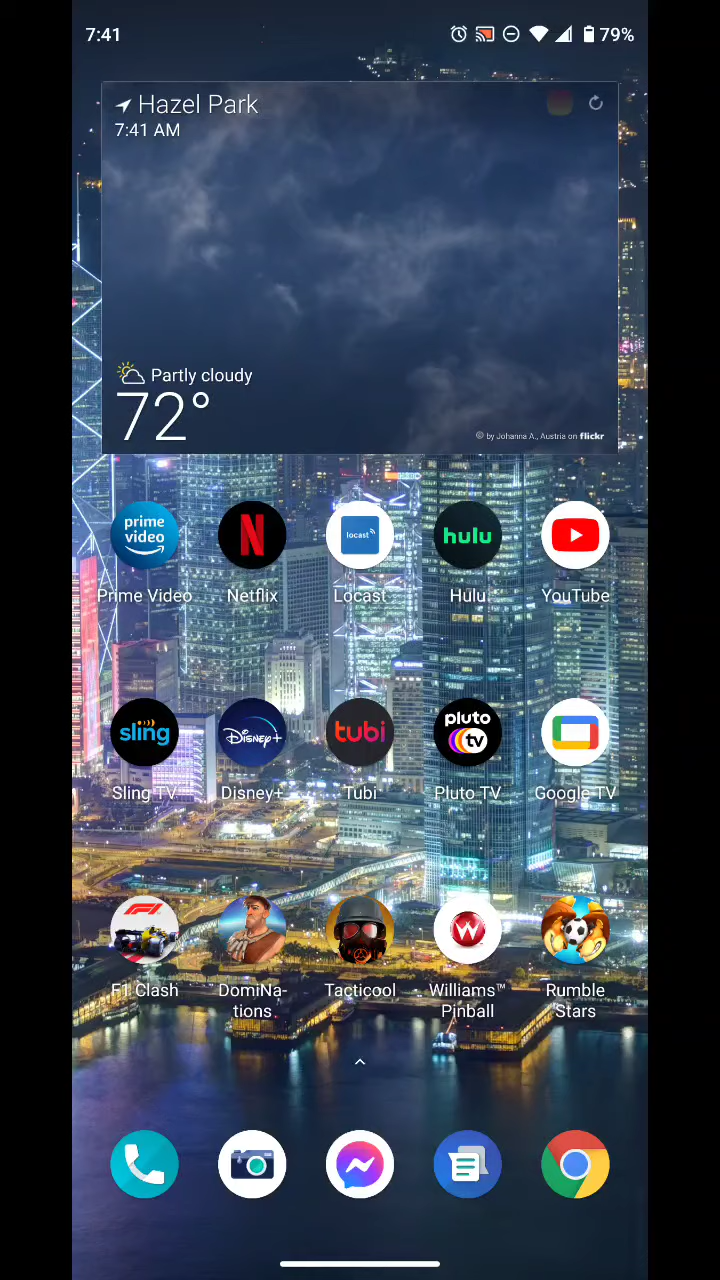 7:41
79%
Hazel Park
7:41 AM
Partly cloudy
72°
© by Johanna A., Austria on flickr
prime video
N
locast
hulu
Prime Video
Netflix
Locast
Hulu
YouTube
sling
Disney+
tubi
pluto tv
Sling TV
Disney+
Tubi
Pluto TV
Google TV
F1
W
F1 Clash
DomiNa-
tions
Tacticool
Williams™
Pinball
Rumble
Stars